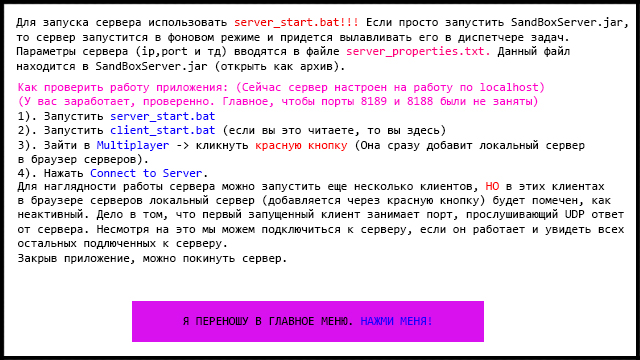 Для запуска сервера использовать server_start.bat!!! Если просто запустить SandBoxServer.jar,
то сервер запустится в фоновом режиме и придется вылавливать его в диспетчере задач.
Параметры сервера (ip,port и тд) вводятся в файле server_properties.txt. Данный файл
находится в SandBoxServer.jar (открыть как архив).
Как проверить работу приложения: (Сейчас сервер настроен на работу по localhost)
(У вас заработает, проверенно. Главное, чтобы порты 8189 и 8188 были не заняты)
1). Запустить server_start.bat
2). Запустить client_start.bat (если вы это читаете, то вы здесь)
3). Зайти в Multiplayer -> кликнуть красную кнопку (Она сразу добавит локальный сервер
в браузер серверов).
4). Нажать Connect to Server.
Для наглядности работы сервера можно запустить еще несколько клиентов, НО в этих клиентах
в браузере серверов локальный сервер (добавляется через красную кнопку) будет помечен, как
неактивный. Дело в том, что первый запущенный клиент занимает порт, прослушивающий UDP ответ
от сервера. Несмотря на это мы можем подключиться к серверу, если он работает и увидеть всех
остальных подлюченных к серверу.
Закрыв приложение, можно покинуть сервер.
Я ПЕРЕНОШУ В ГЛАВНОЕ МЕНЮ. НАЖМИ МЕНЯ!